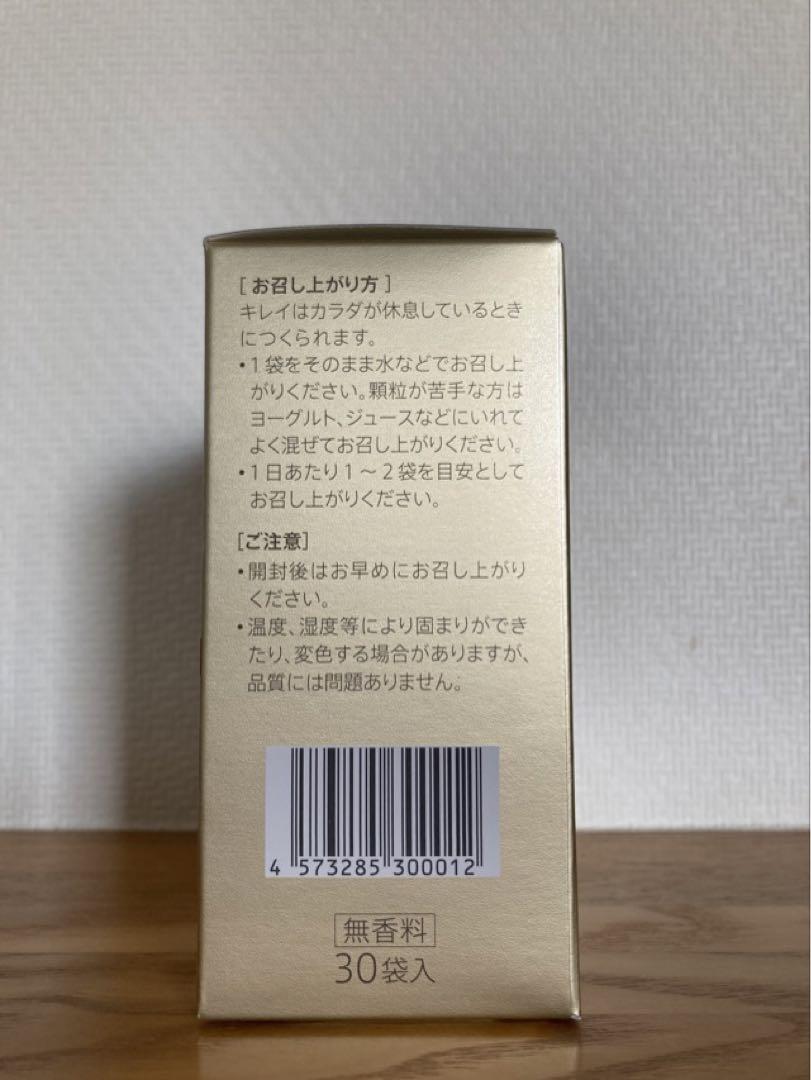 [ お召し上がり方 ]
キレイはカラダが休息しているとき
につくられます。
・1袋をそのまま水などでお召し上
がりください。顆粒が苦手な方は
ヨーグルト、ジュースなどにいれて
よく混ぜてお召し上がりください。
・1日あたり1～2袋を目安として
お召し上がりください。
[ご注意]
・開封後はお早めにお召し上がり
ください。
・温度、湿度等により固まりができ
たり、変色する場合がありますが、
品質には問題ありません。
4 573285 300012
無香料
30袋入